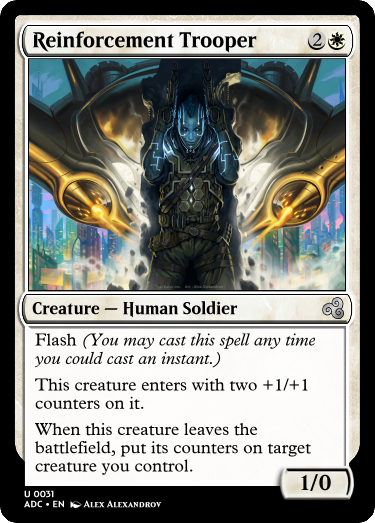 Reinforcement Trooper 2
Creature — Human Soldier
Flash (You may cast this spell any time
you could cast an instant.)
This creature enters with two +1/+1
counters on it.
When this creature leaves the
battlefield, put its counters on target
creature you control.
1/0
U 0031
ADC • EN Alex Alexandrov